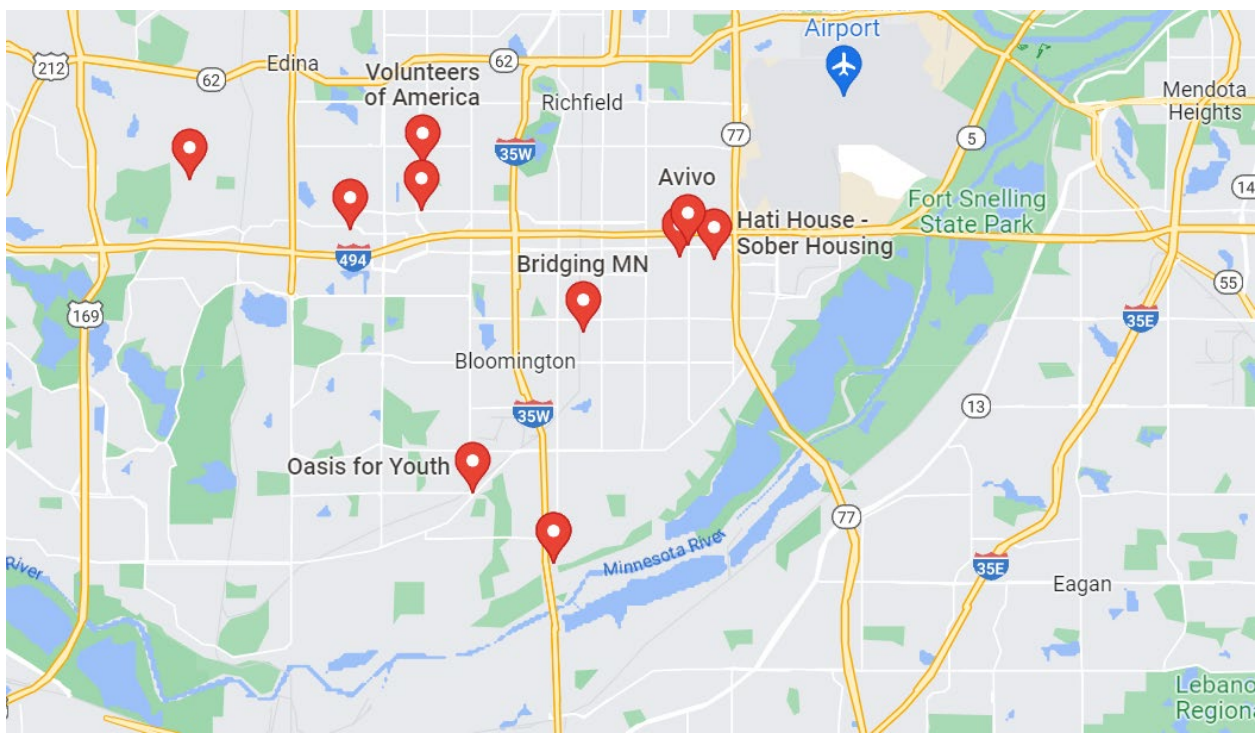 Airport
212
62
Edina
Volunteers
of America
62
Richfield
Mendota
Heights
35W
77
5
Avivo
14
Fort Snelling
State Park
Hati House -
Sober Housing
494
Bridging MN
55
169
35E
Bloomington
35W
13
Oasis for Youth
77
Minnesota River
River
35E
Eagan
Lebano
Regiona